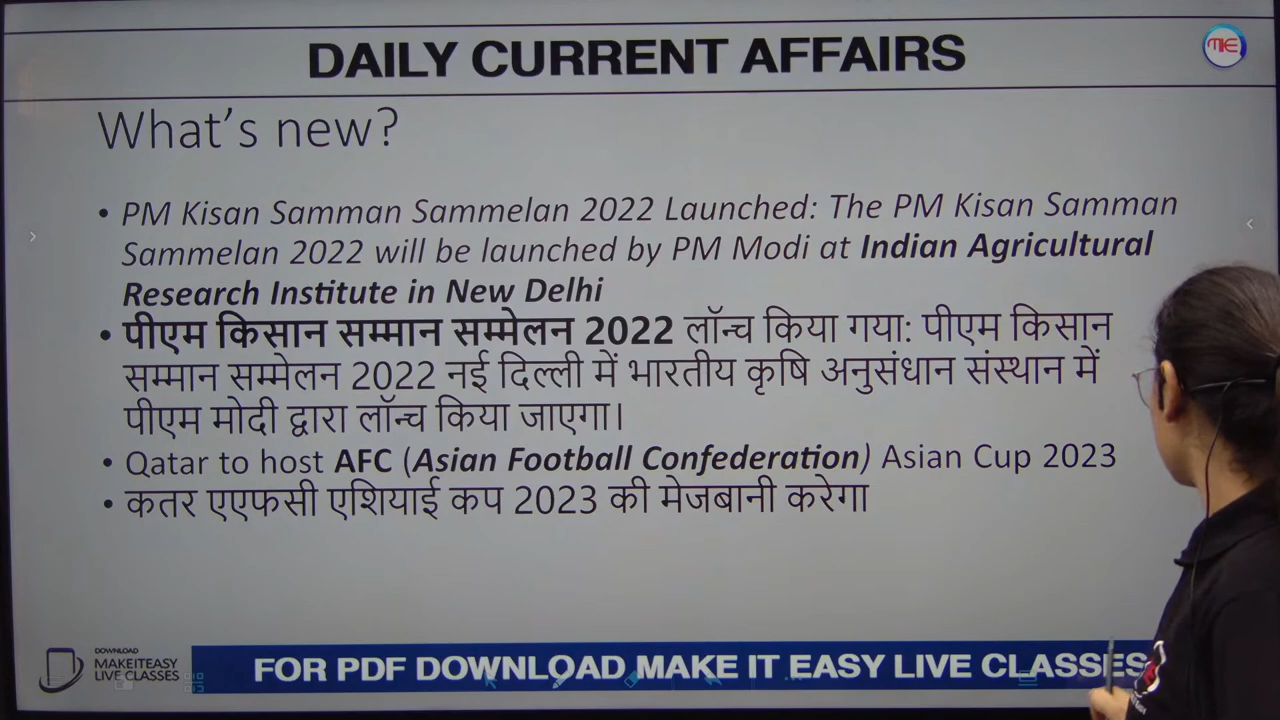 DAILY CURRENT AFFAIRS
MIE
What's new?
• PM Kisan Samman Sammelan 2022 Launched: The PM Kisan Samman
Sammelan 2022 will be launched by PM Modi at Indian Agricultural
Research Institute in New Delhi
• पीएम किसान सम्मान सम्मेलन 2022 लॉन्च किया गया: पीएम किसान
सम्मान सम्मेलन 2022 नई दिल्ली में भारतीय कृषि अनुसंधान संस्थान में
पीएम मोदी द्वारा लॉन्च किया जाएगा।
• Qatar to host AFC (Asian Football Confederation) Asian Cup 2023
• कतर एएफसी एशियाई कप 2023 की मेजबानी करेगा
DOWNLOAD
MAKEITEASY
LIVE CLASSES
FOR PDF DOWNLOAD MAKE IT EASY LIVE CLASSES